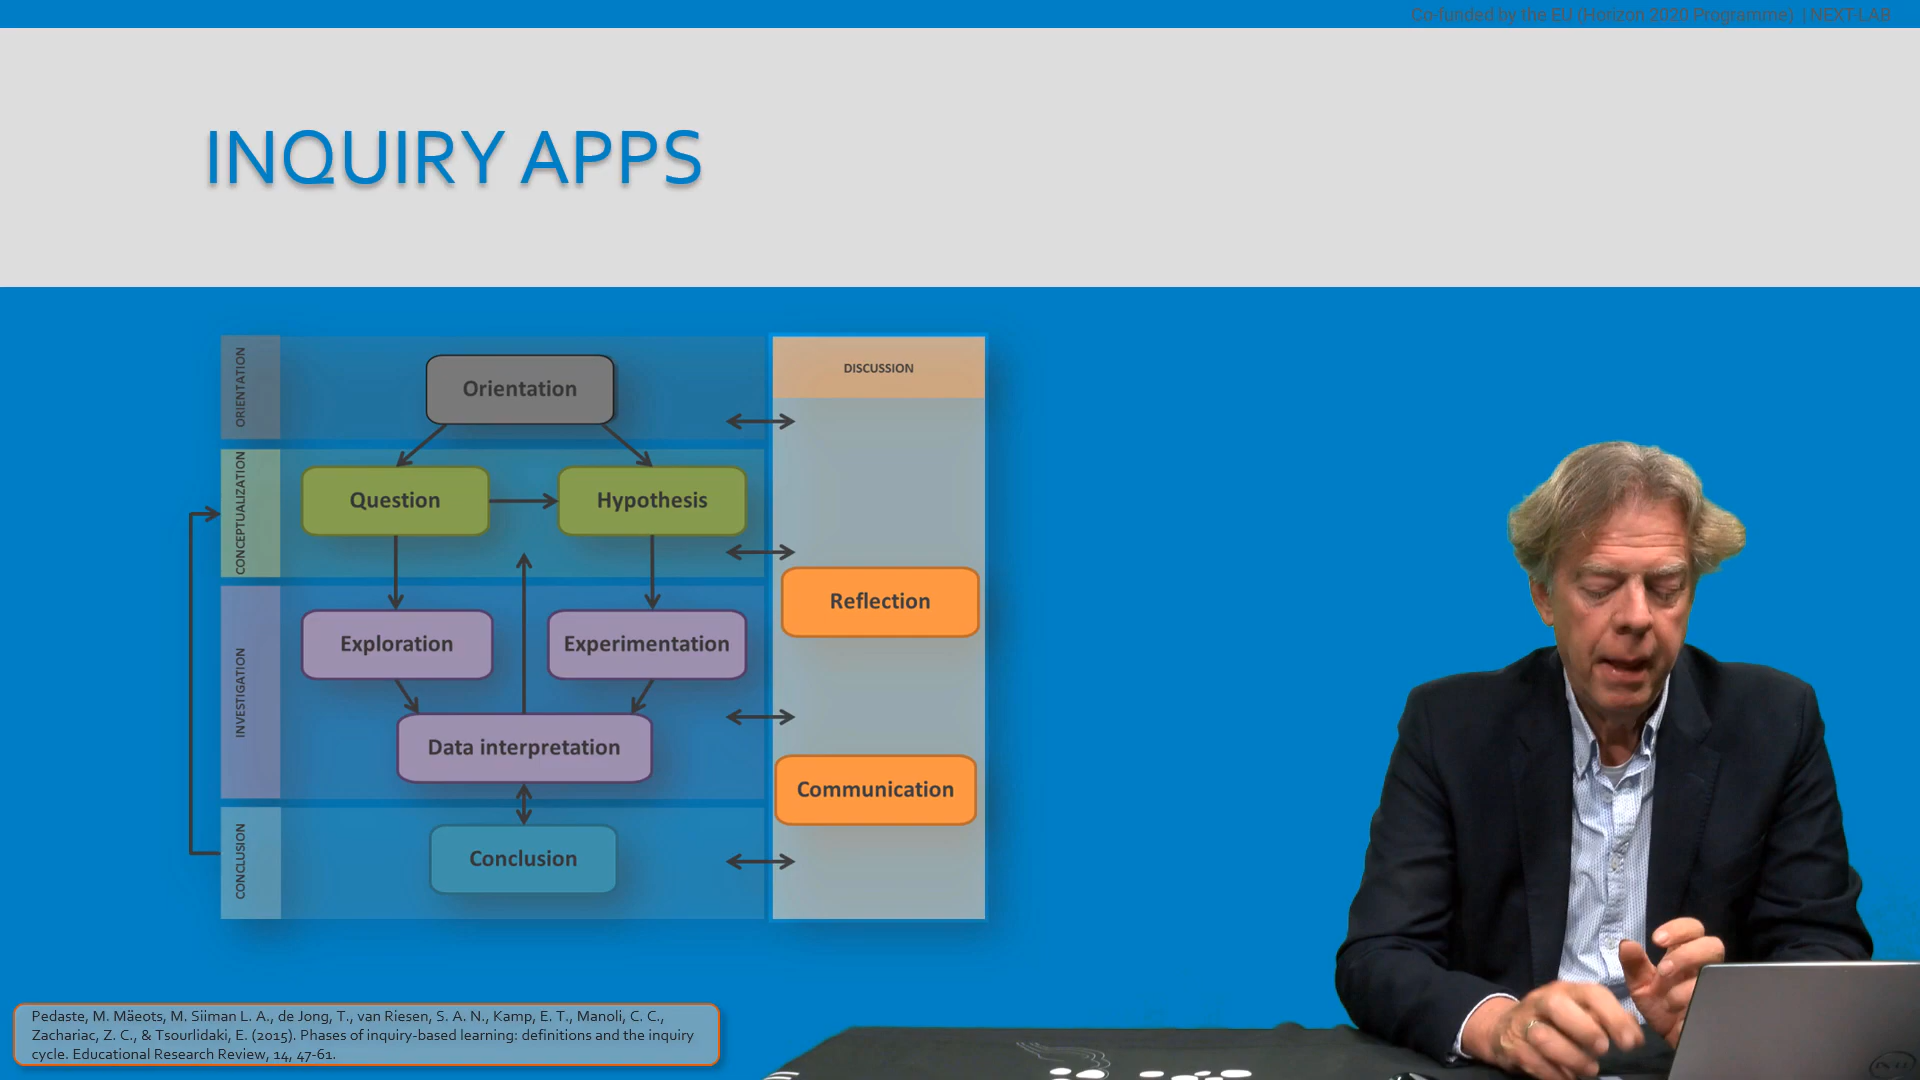 Co-funded by the EU (Horizon 2020 Programme) | NEXT-LAB
INQUIRY APPS
ORIENTATION
Orientation
DISCUSSION
CONCEPTUALIZATION
Question
Hypothesis
Reflection
INVESTIGATION
Exploration
Experimentation
Data interpretation
Communication
CONCLUSION
Conclusion
Pedaste, M. Mäeots, M. Siiman L. A., de Jong, T., van Riesen, S. A. N., Kamp, E. T., Manoli, C. C.,
Zachariac, Z. C., & Tsourlidaki, E. (2015). Phases of inquiry-based learning: definitions and the inquiry
cycle. Educational Research Review, 14, 47-61.